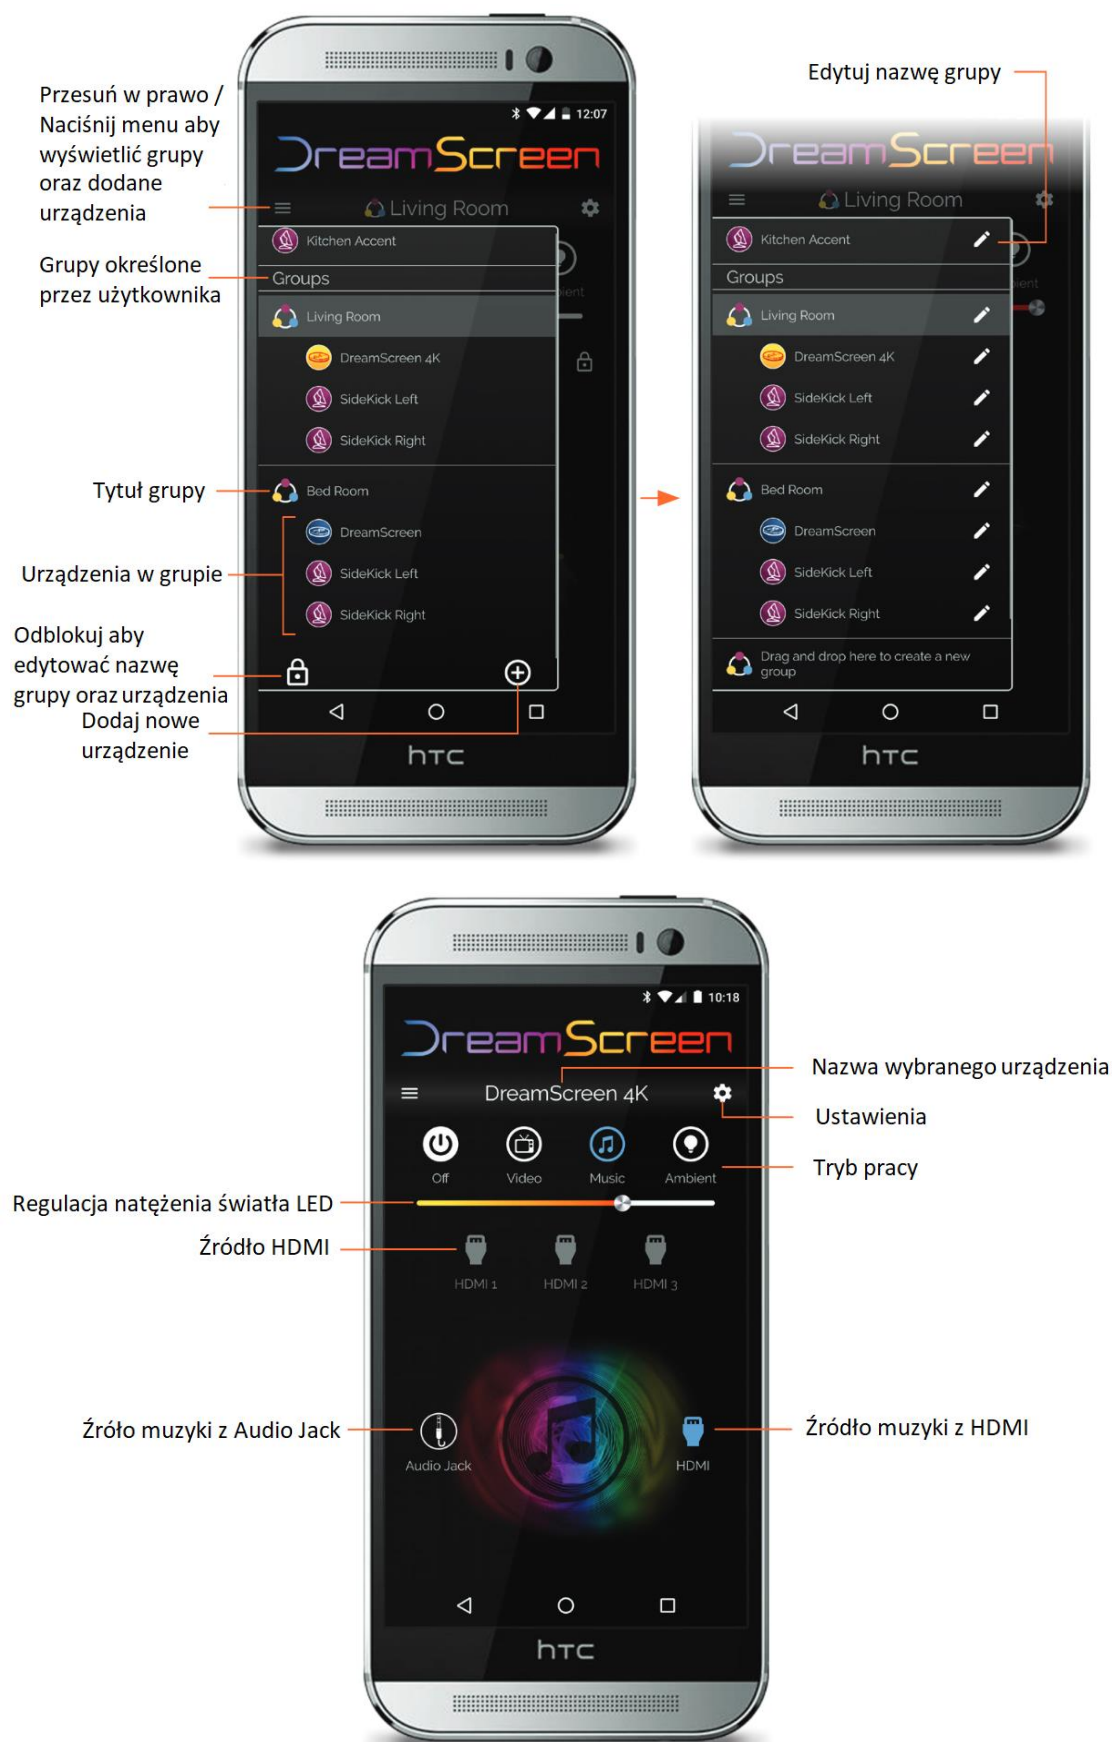 Przesuń w prawo /
Naciśnij menu aby
wyświetlić grupy
oraz dodane
urządzenia
Grupy określone
przez użytkownika
Tytuł grupy
Urządzenia w grupie
Odblokuj aby
edytować nazwę
grupy oraz urządzenia
Dodaj nowe
urządzenie
12:07
DreamScreen
Living Room
Kitchen Accent
Groups
Living Room
DreamScreen 4K
SideKick Left
SideKick Right
Bed Room
DreamScreen
SideKick Left
SideKick Right
hTC
Edytuj nazwę grupy
DreamScreen
Living Room
Kitchen Accent
Groups
Living Room
DreamScreen 4K
SideKick Left
SideKick Right
Bed Room
DreamScreen
SideKick Left
SideKick Right
Drag and drop here to create a new
group
hTC
10:18
DreamScreen
DreamScreen 4K
Off
Video
Music
Ambient
HDMI 1
HDMI 2
HDMI 3
Audio Jack
HDMI
hTC
Nazwa wybranego urządzenia
Ustawienia
Tryb pracy
Regulacja natężenia światła LED
Źródło HDMI
Źróło muzyki z Audio Jack
Źródło muzyki z HDMI